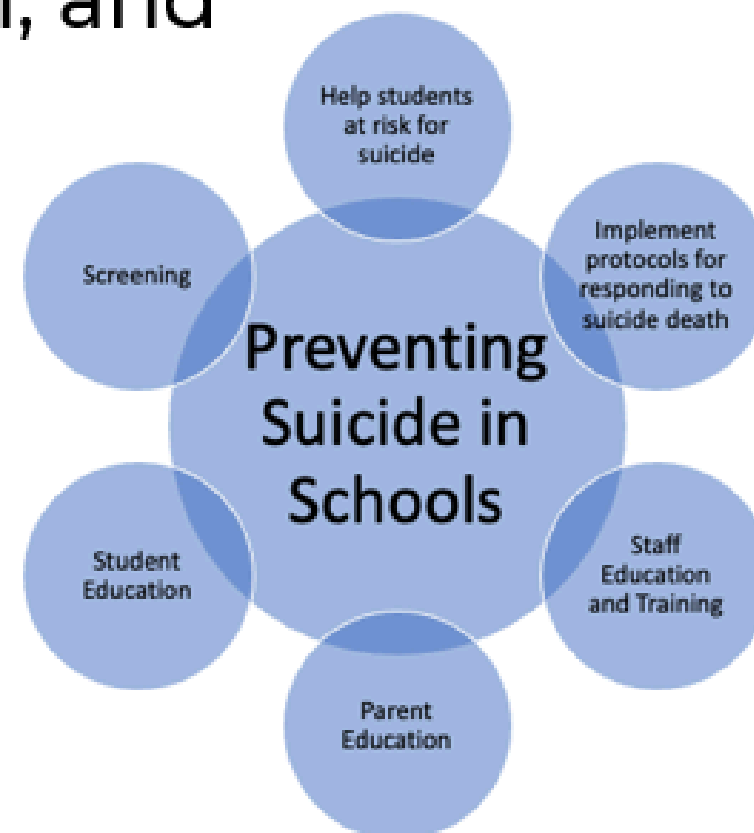 and
Help students
at risk for
suicide
Implement
protocols for
responding to
suicide death
Screening
Preventing
Suicide in
Schools
Student
Education
Staff
Education
and Training
Parent
Education